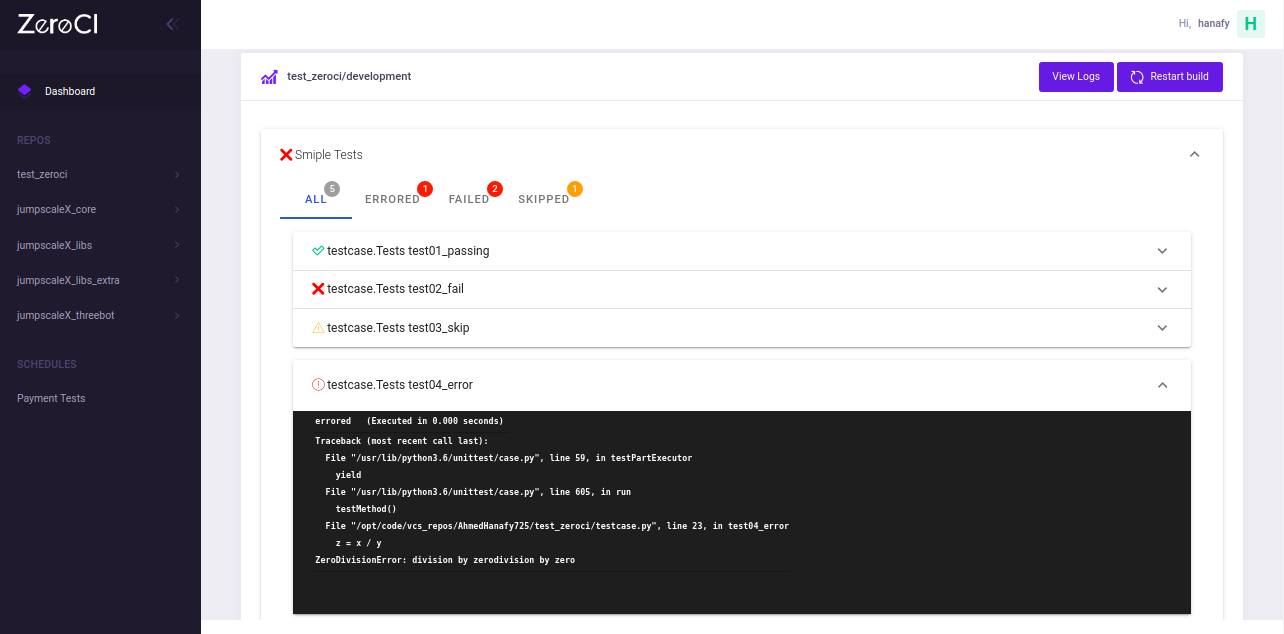 ZeroCI
Hi, hanafy H
Dashboard
REPOS
test_zeroci
jumpscaleX_core
jumpscaleX_libs
jumpscaleX_libs_extra
jumpscaleX_threebot
SCHEDULES
Payment Tests
test_zeroci/development
View Logs
Restart build
Smiple Tests
ALL 5
ERRORED 1
FAILED 2
SKIPPED 1
testcase.Tests test01_passing
testcase.Tests test02_fail
testcase.Tests test03_skip
testcase.Tests test04_error
errored (Executed in 0.000 seconds)
Traceback (most recent call last):
File "/usr/lib/python3.6/unittest/case.py", line 59, in testPartExecutor
yield
File "/usr/lib/python3.6/unittest/case.py", line 605, in run
testMethod()
File "/opt/code/vcs_repos/AhmedHanafy725/test_zeroci/testcase.py", line 23, in test04_error
z = x / y
ZeroDivisionError: division by zerodivision by zero